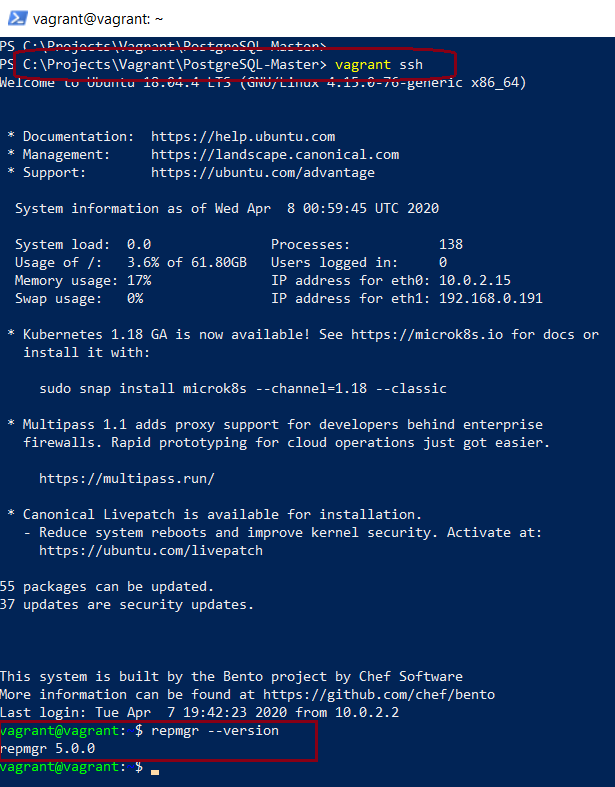 vagrant@vagrant: ~
PS C:\Projects\Vagrant\PostgreSQL-Master>
PS C:\Projects\Vagrant\PostgreSQL-Master> vagrant ssh
Welcome to Ubuntu 18.04.4 LTS (GNU/Linux 4.15.0-76-generic x86_64)
* Documentation:  https://help.ubuntu.com
* Management:     https://landscape.canonical.com
* Support:        https://ubuntu.com/advantage
System information as of Wed Apr  8 00:59:45 UTC 2020
System load:  0.0               Processes:           138
Usage of /:   3.6% of 61.80GB   Users logged in:     0
Memory usage: 17%               IP address for eth0: 10.0.2.15
Swap usage:   0%                IP address for eth1: 192.168.0.191
* Kubernetes 1.18 GA is now available! See https://microk8s.io for docs or
install it with:
sudo snap install microk8s --channel=1.18 --classic
* Multipass 1.1 adds proxy support for developers behind enterprise
firewalls. Rapid prototyping for cloud operations just got easier.
https://multipass.run/
* Canonical Livepatch is available for installation.
- Reduce system reboots and improve kernel security. Activate at:
https://ubuntu.com/livepatch
55 packages can be updated.
37 updates are security updates.
This system is built by the Bento project by Chef Software
More information can be found at https://github.com/chef/bento
Last login: Tue Apr  7 19:42:23 2020 from 10.0.2.2
vagrant@vagrant: $ repmgr --version
repmgr 5.0.0
vagrant@vagrant: $